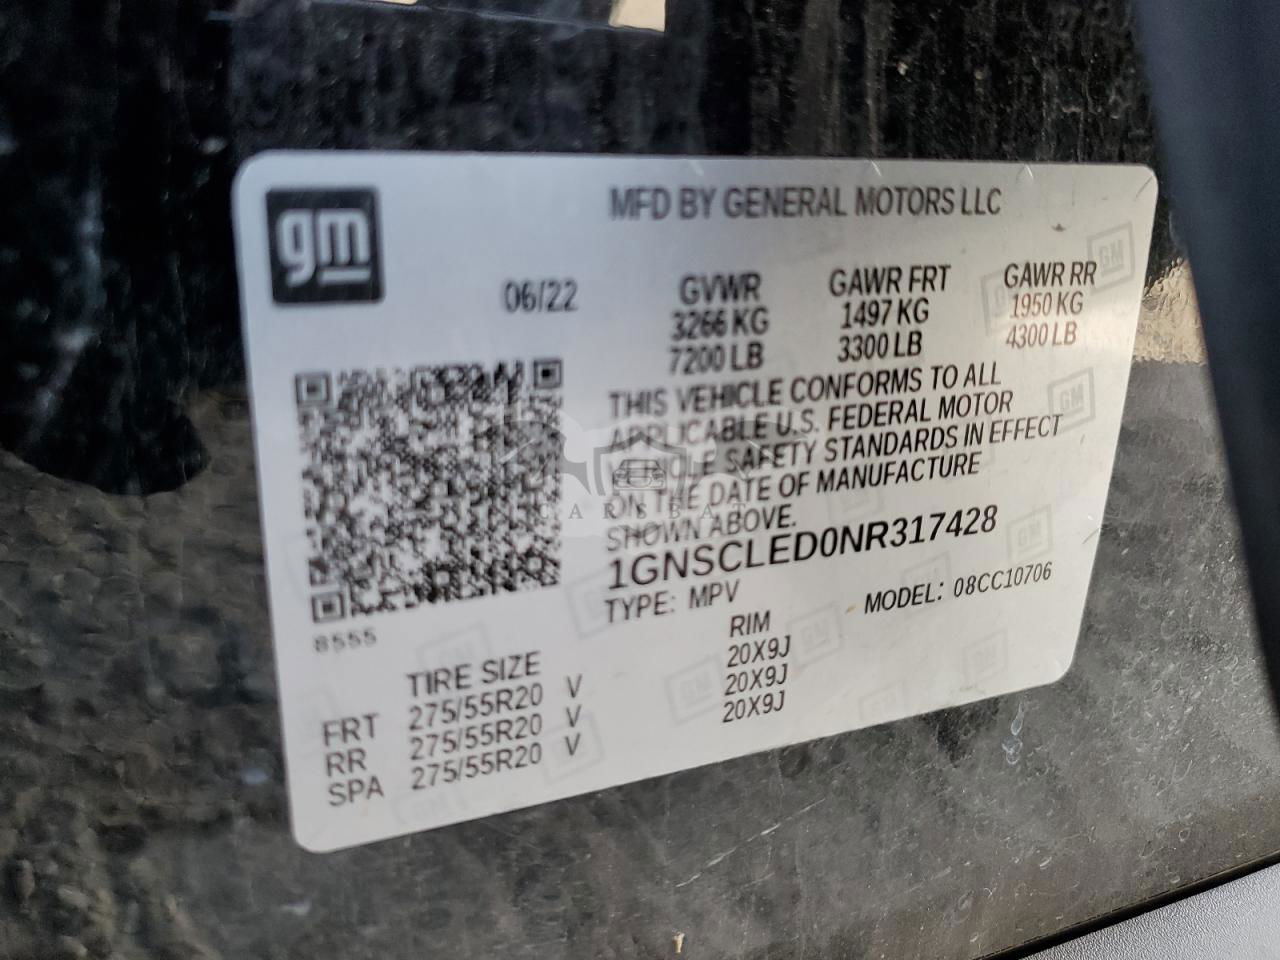 gm
MFD BY GENERAL MOTORS LLC
06/22
GVWR GAWR FRT GAWR RR
3266 KG 1497 KG 1950 KG
7200 LB 3300 LB 4300 LB
THIS VEHICLE CONFORMS TO ALL
APPLICABLE U.S. FEDERAL MOTOR
VEHICLE SAFETY STANDARDS IN EFFECT
ON THE DATE OF MANUFACTURE
SHOWN ABOVE.
1GNSCLED0NR317428
TYPE: MPV MODEL: 08CC10706
8555
TIRE SIZE RIM
FRT 275/55R20 V 20X9J
RR 275/55R20 V 20X9J
SPA 275/55R20 V 20X9J
CARSBAT
GM
GM